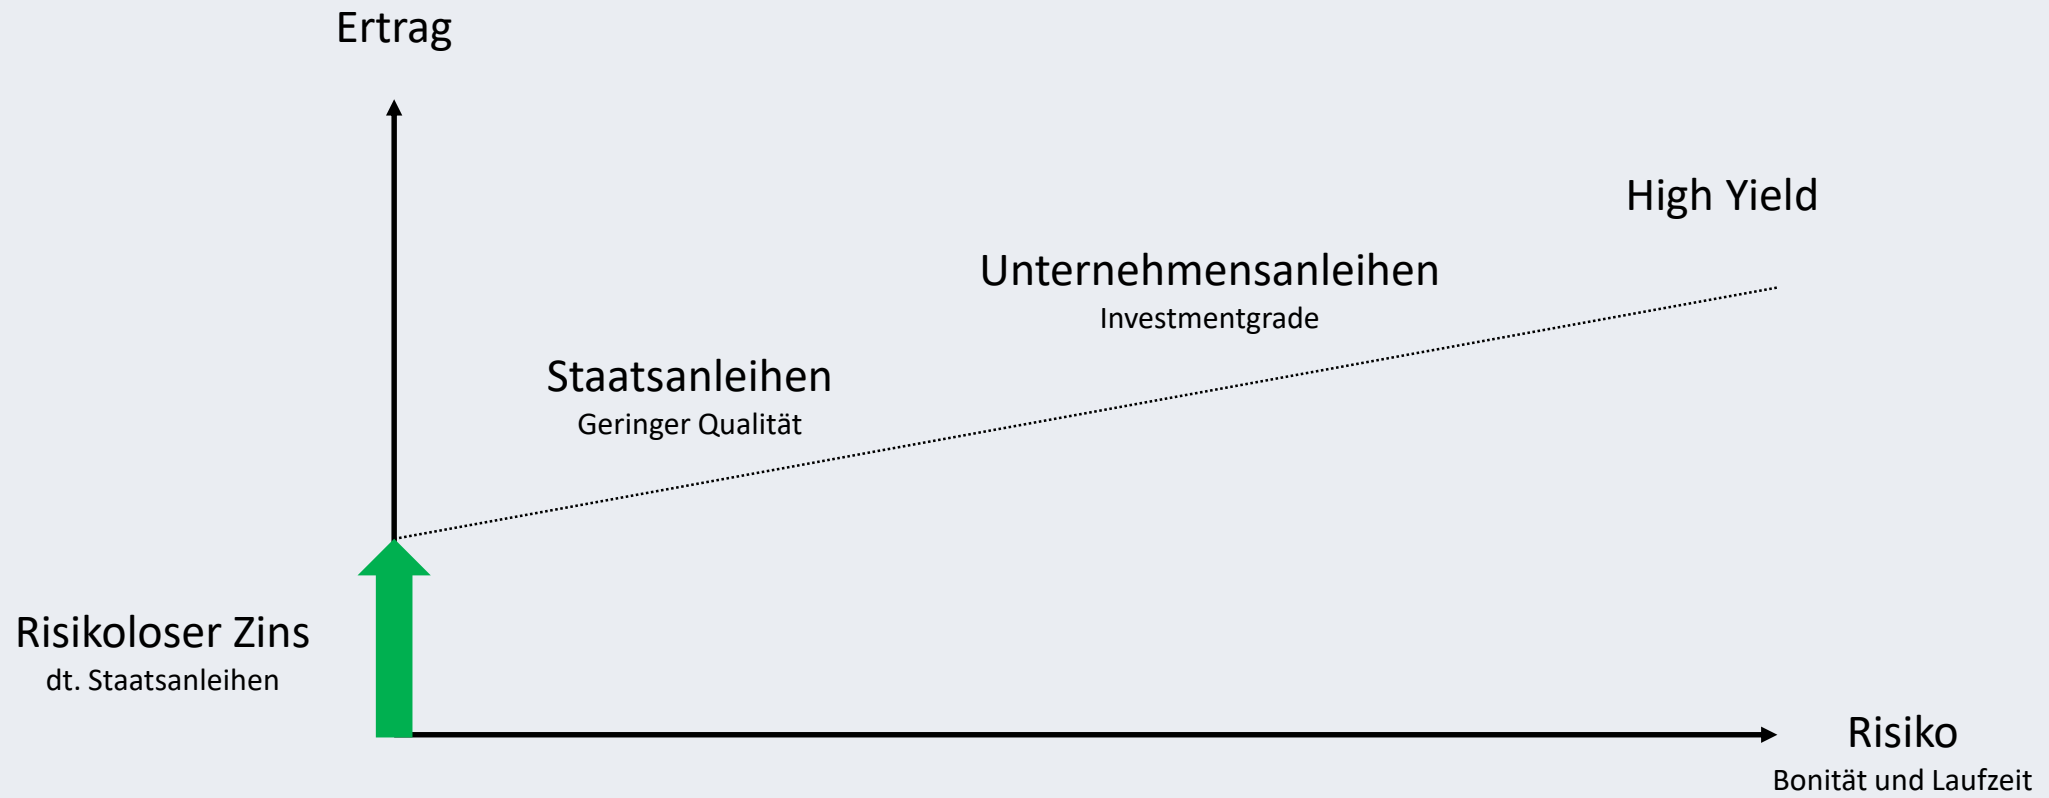 Ertrag
High Yield
Unternehmensanleihen
Investmentgrade
Staatsanleihen
Geringer Qualität
Risikoloser Zins
dt. Staatsanleihen
Risiko
Bonität und Laufzeit